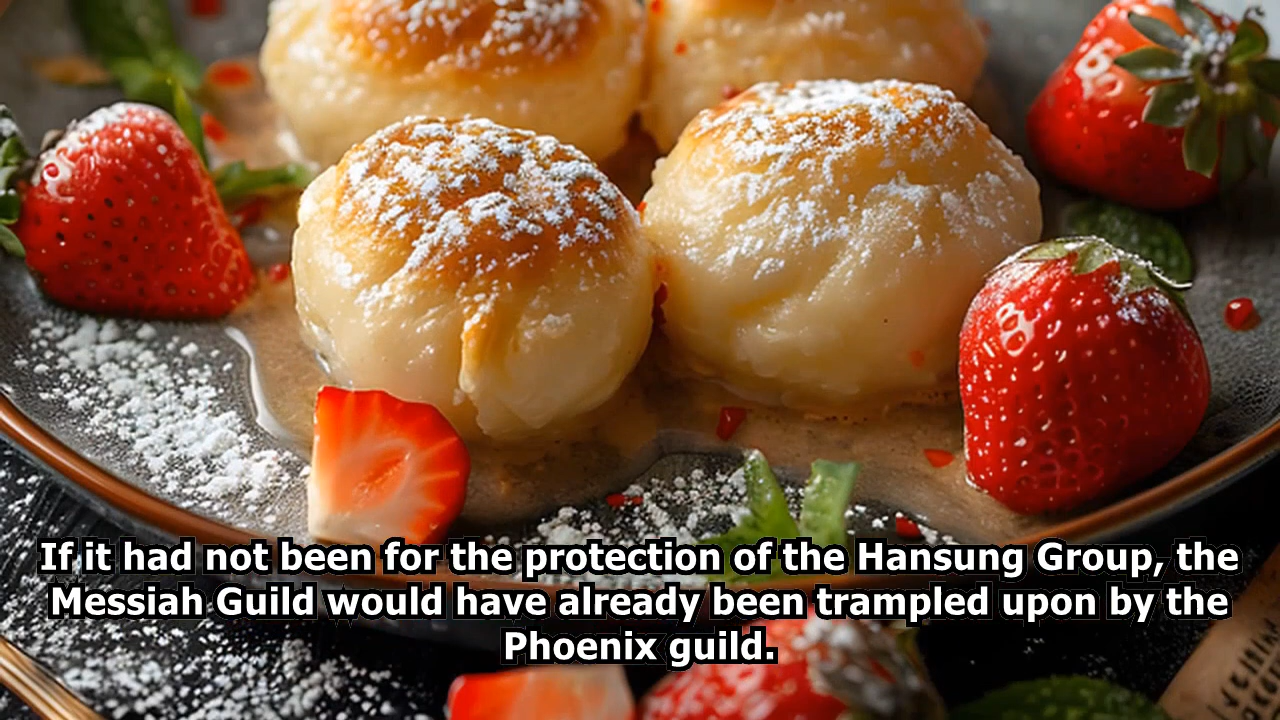 If it had not been for the protection of the Hansung Group, the
Messiah Guild would have already been trampled upon by the
Phoenix guild.